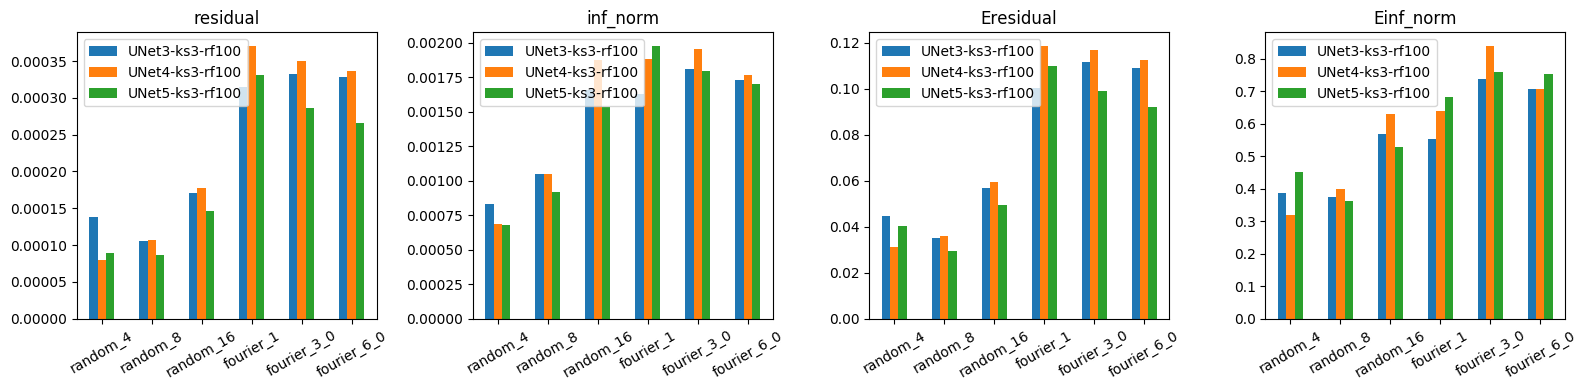 residual
0.00035
0.00030
0.00025
0.00020
0.00015
0.00010
0.00005
0.00000
UNet3-ks3-rf100
UNet4-ks3-rf100
UNet5-ks3-rf100
random_4
random_8
random_16
fourier_1
fourier_3_0
fourier_6_0
inf_norm
0.00200
0.00175
0.00150
0.00125
0.00100
0.00075
0.00050
0.00025
0.00000
UNet3-ks3-rf100
UNet4-ks3-rf100
UNet5-ks3-rf100
random_4
random_8
random_16
fourier_1
fourier_3_0
fourier_6_0
Eresidual
0.12
0.10
0.08
0.06
0.04
0.02
0.00
UNet3-ks3-rf100
UNet4-ks3-rf100
UNet5-ks3-rf100
random_4
random_8
random_16
fourier_1
fourier_3_0
fourier_6_0
Einf_norm
0.8
0.7
0.6
0.5
0.4
0.3
0.2
0.1
0.0
UNet3-ks3-rf100
UNet4-ks3-rf100
UNet5-ks3-rf100
random_4
random_8
random_16
fourier_1
fourier_3_0
fourier_6_0